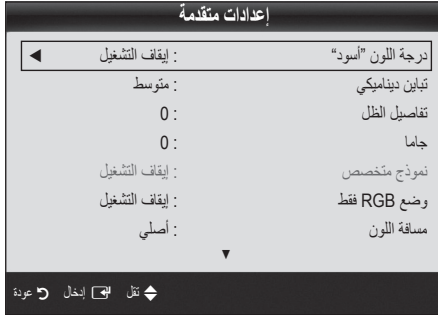 إعدادات متقدمة
درجة اللون "أسود" : إيقاف التشغيل ◀
تباين ديناميكي : متوسط
تفاصيل الظل : 0
جاما : 0
نموذج متخصص : إيقاف التشغيل
وضع RGB فقط : إيقاف التشغيل
مسافة اللون : أصلي
▼
نقل إدخال عودة